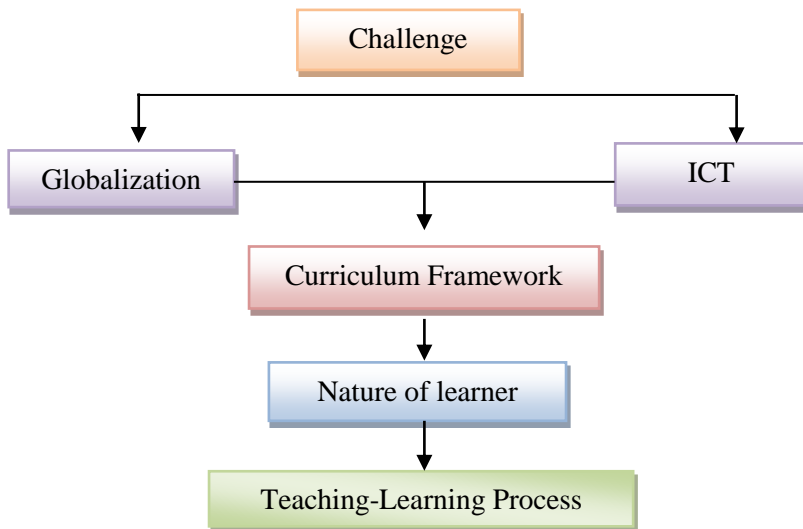 Challenge
Globalization
ICT
Curriculum Framework
Nature of learner
Teaching-Learning Process